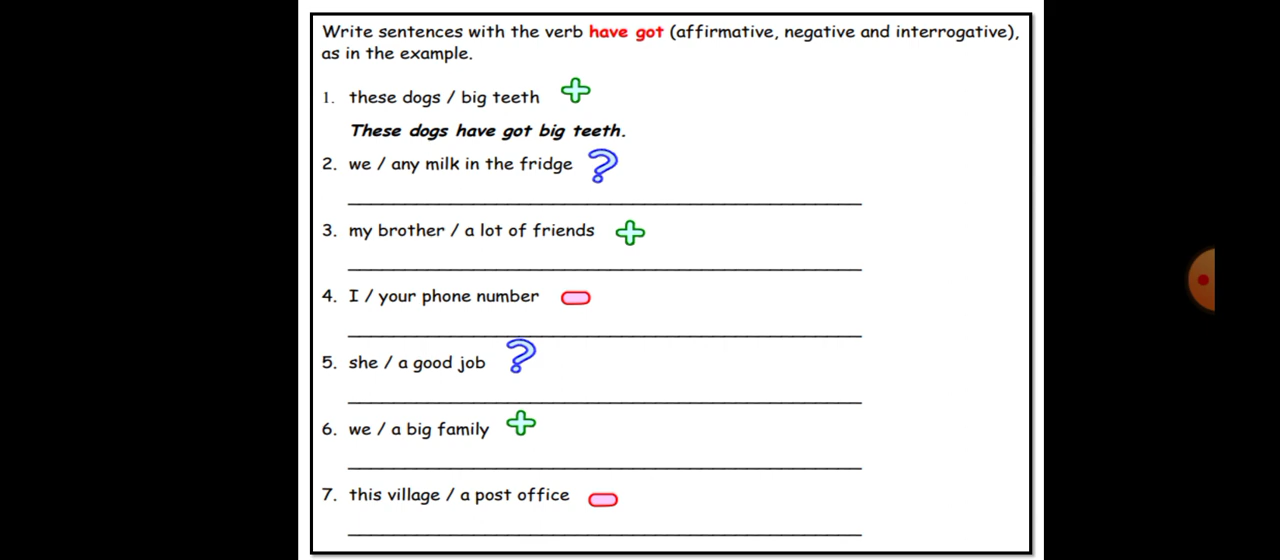 Write sentences with the verb have got (affirmative, negative and interrogative),
as in the example.
1. these dogs / big teeth
These dogs have got big teeth.
2. we / any milk in the fridge
3. my brother / a lot of friends
4. I / your phone number
5. she / a good job
6. we / a big family
7. this village / a post office